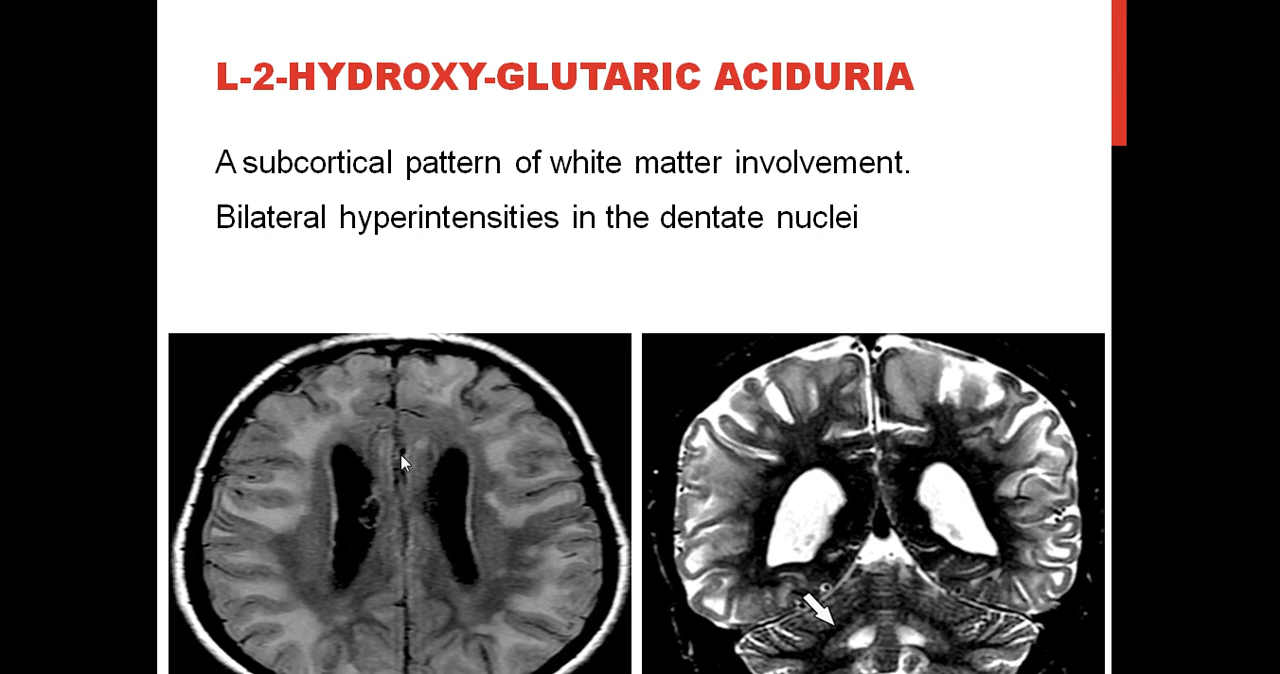 L-2-HYDROXY-GLUTARIC ACIDURIA
A subcortical pattern of white matter involvement.
Bilateral hyperintensities in the dentate nuclei